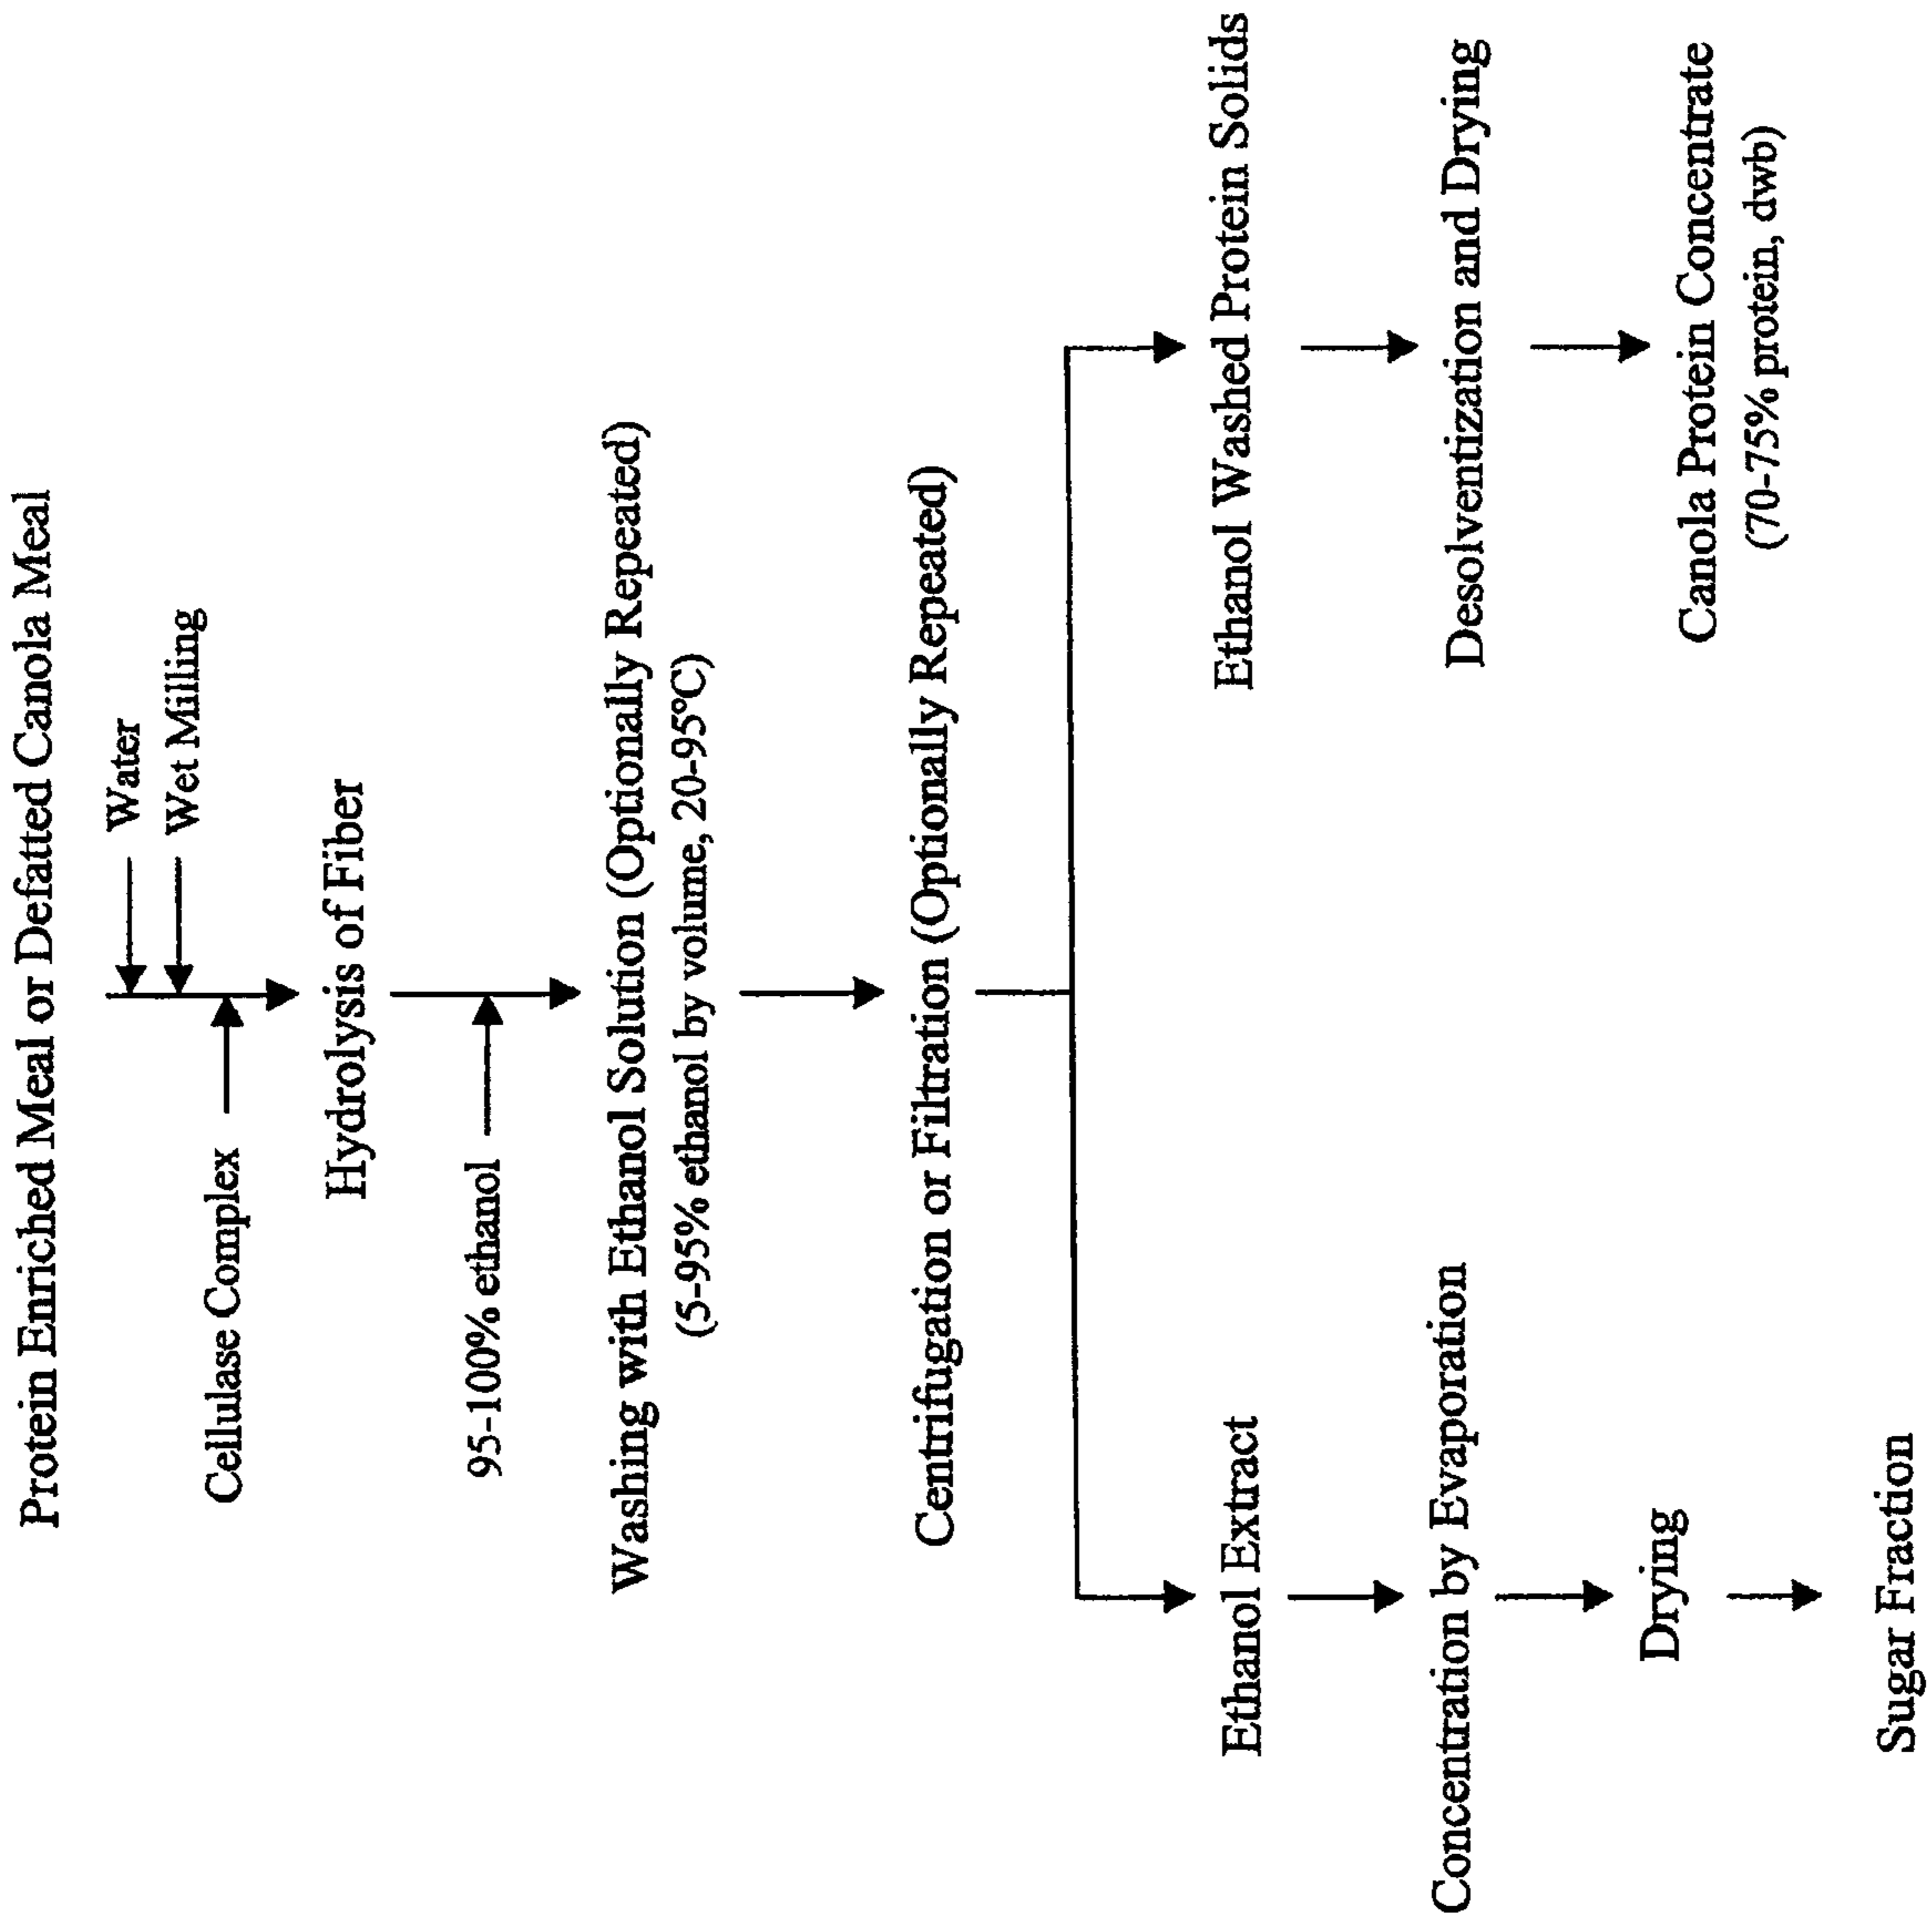 Protein Enriched Meal or Defatted Canola Meal
Water
Wet Milling
Cellulase Complex
Hydrolysis of Fiber
95-100% ethanol
Washing with Ethanol Solution (Optionally Repeated)
(5-95% ethanol by volume, 20-95°C)
Centrifugation or Filtration (Optionally Repeated)
Ethanol Extract
Concentration by Evaporation
Drying
Sugar Fraction
Ethanol Washed Protein Solids
Desolventization and Drying
Canola Protein Concentrate
(70-75% protein, dwb)